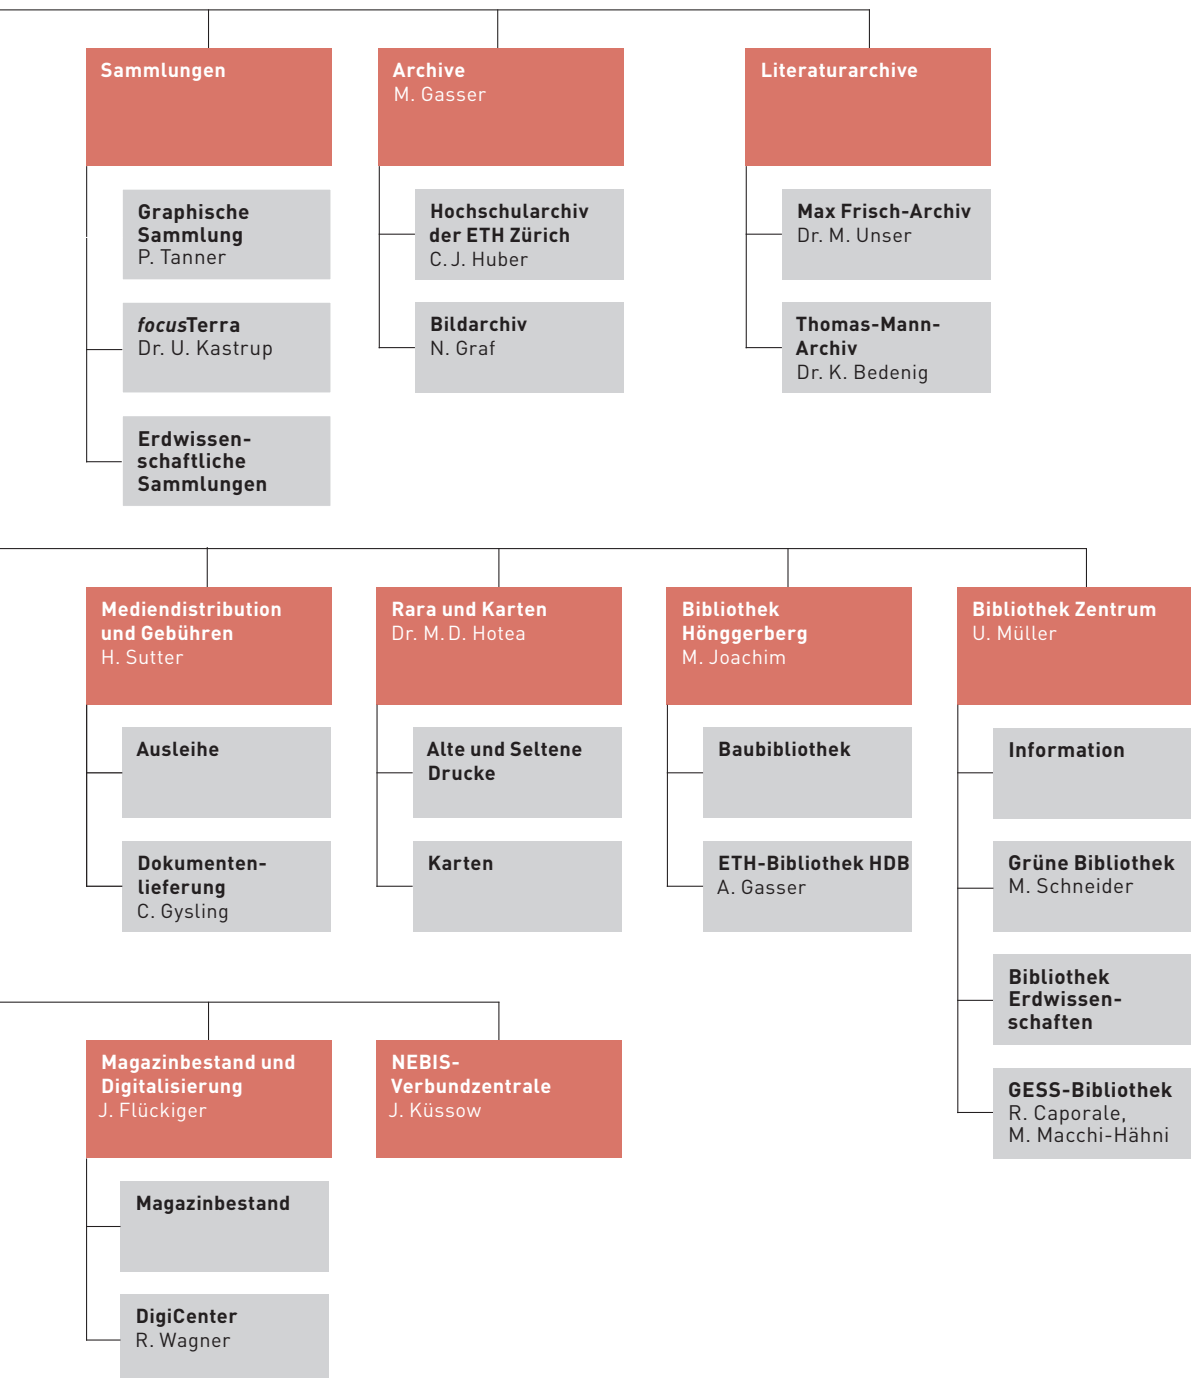 Sammlungen
Graphische
Sammlung
P. Tanner
focusTerra
Dr. U. Kastrup
Erdwissen-
schaftliche
Sammlungen
Archive
M. Gasser
Hochschularchiv
der ETH Zürich
C. J. Huber
Bildarchiv
N. Graf
Literaturarchive
Max Frisch-Archiv
Dr. M. Unser
Thomas-Mann-
Archiv
Dr. K. Bedenig
Mediendistribution
und Gebühren
H. Sutter
Ausleihe
Dokumenten-
lieferung
C. Gysling
Rara und Karten
Dr. M. D. Hotea
Alte und Seltene
Drucke
Karten
Bibliothek
Hönggerberg
M. Joachim
Baubibliothek
ETH-Bibliothek HDB
A. Gasser
Bibliothek Zentrum
U. Müller
Information
Grüne Bibliothek
M. Schneider
Bibliothek
Erdwissen-
schaften
GESS-Bibliothek
R. Caporale,
M. Macchi-Hähni
Magazinbestand und
Digitalisierung
J. Flückiger
Magazinbestand
DigiCenter
R. Wagner
NEBIS-
Verbundzentrale
J. Küssow